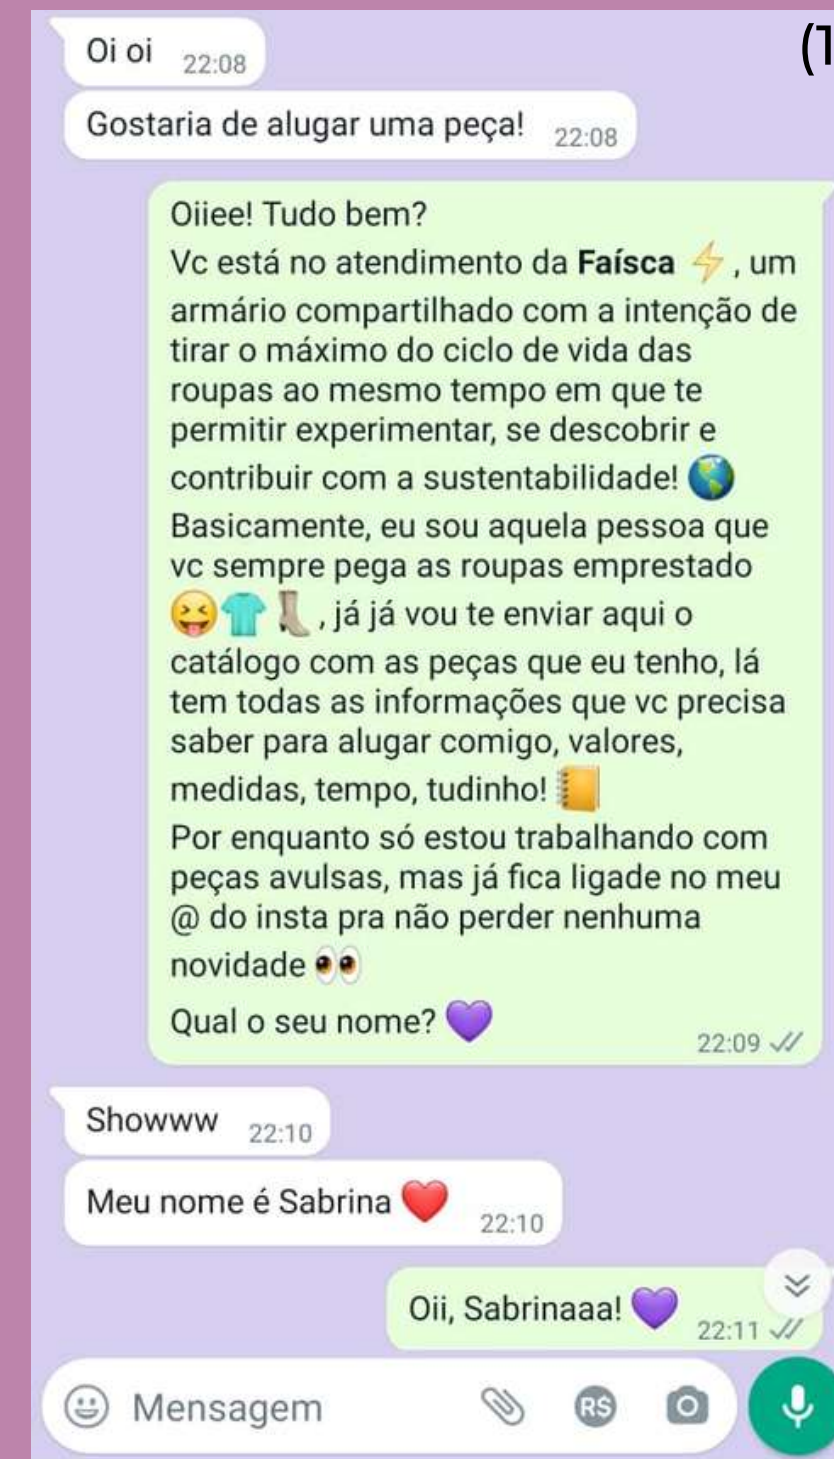 (1
Oi oi 22:08
Gostaria de alugar uma peça! 22:08
Oiiee! Tudo bem?
Vc está no atendimento da Faísca ⚡, um
armário compartilhado com a intenção de
tirar o máximo do ciclo de vida das
roupas ao mesmo tempo em que te
permitir experimentar, se descobrir e
contribuir com a sustentabilidade! 🌎
Basicamente, eu sou aquela pessoa que
vc sempre pega as roupas emprestado
😝👕👢, já já vou te enviar aqui o
catálogo com as peças que eu tenho, lá
tem todas as informações que vc precisa
saber para alugar comigo, valores,
medidas, tempo, tudinho! 📒
Por enquanto só estou trabalhando com
peças avulsas, mas já fica ligade no meu
@ do insta pra não perder nenhuma
novidade 👀
Qual o seu nome? 💜
22:09
Showww 22:10
Meu nome é Sabrina ❤️ 22:10
Oii, Sabrinaaa! 💜 22:11
Mensagem R$